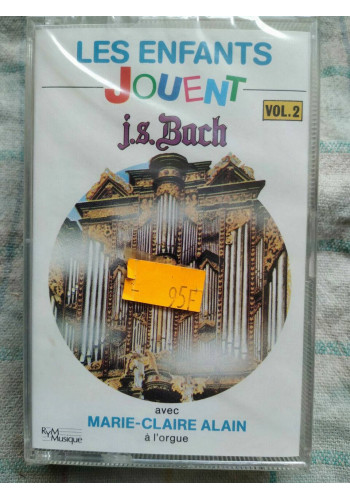 LES ENFANTS
JOUENT
VOL.2
j.s.Bach
95F
avec
MARIE-CLAIRE ALAIN
à l'orgue
RyM
Musique